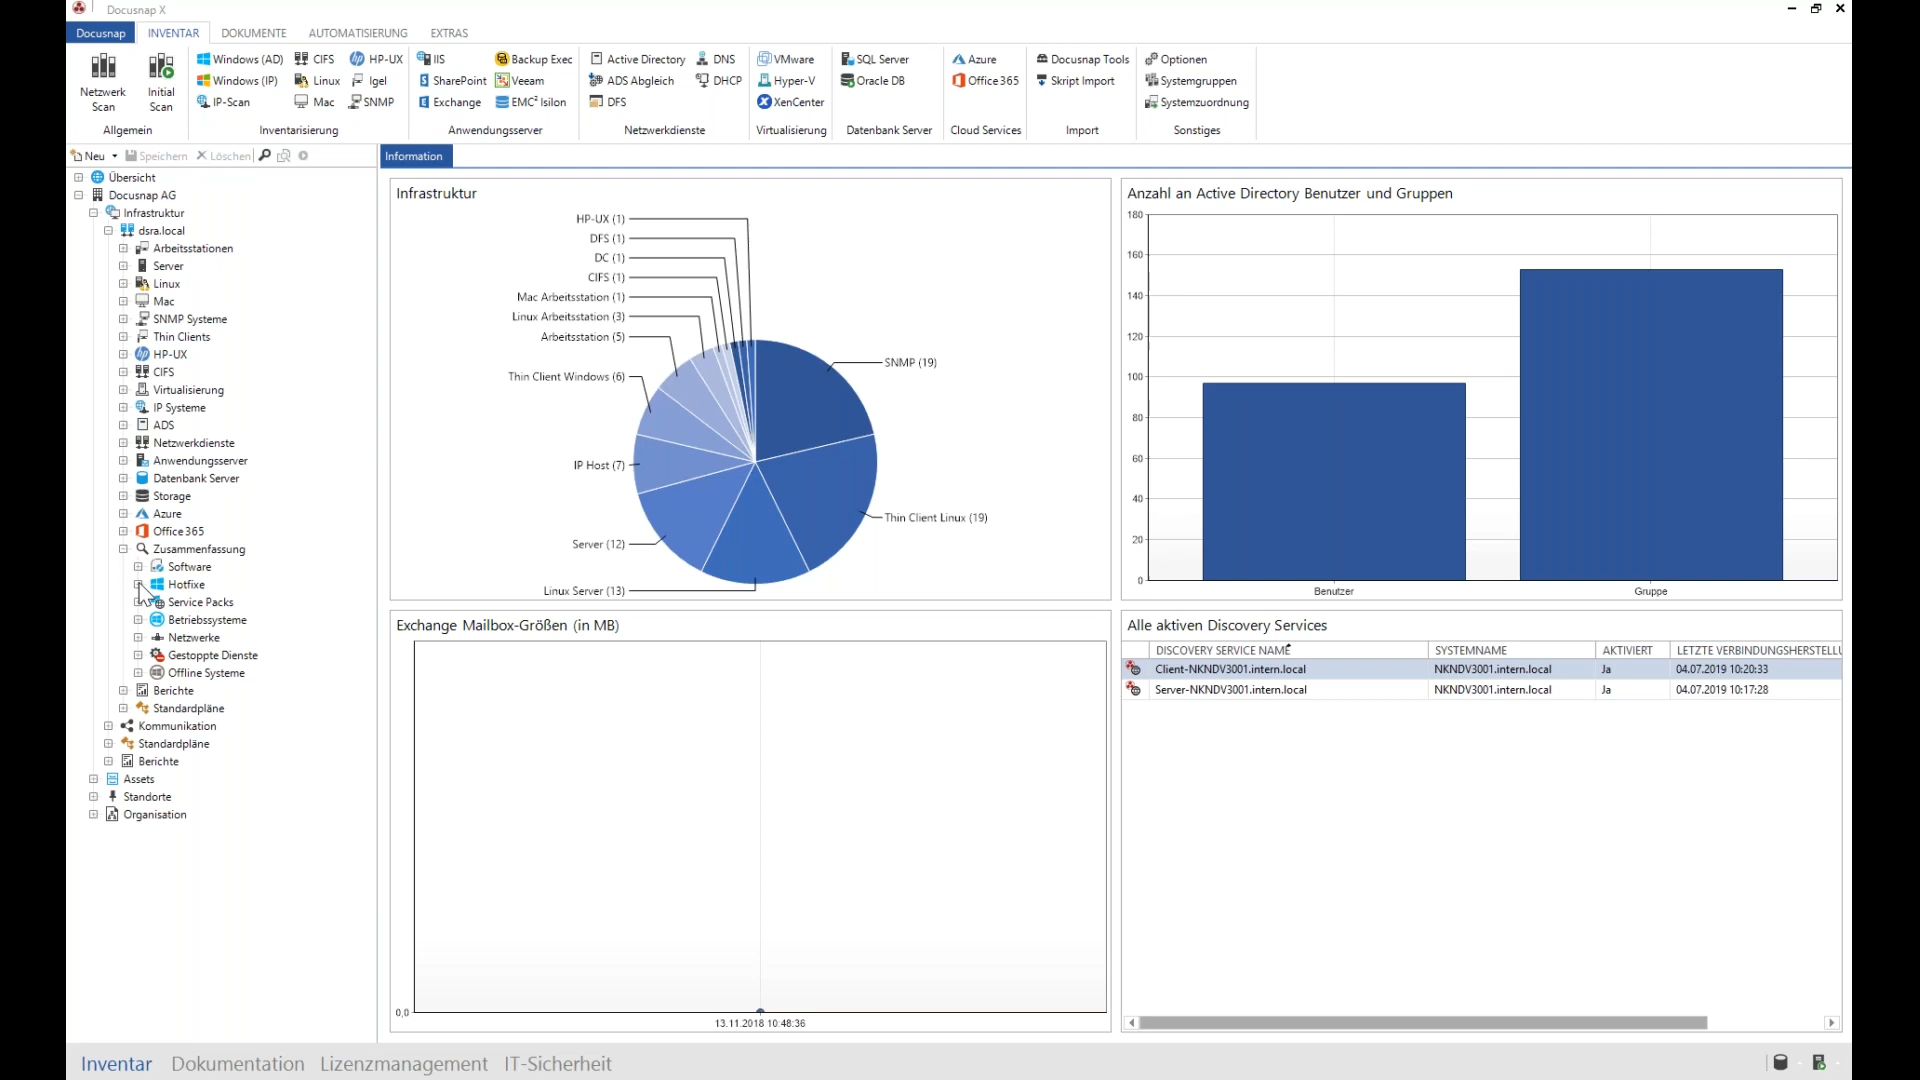 Docusnap X
Docusnap INVENTAR DOKUMENTE AUTOMATISIERUNG EXTRAS
Netzwerk Scan
Initial Scan
Allgemein
Windows (AD) CIFS HP-UX
Windows (IP) Linux Igel
IP-Scan Mac SNMP
Inventarisierung
IIS Backup Exec
SharePoint Veeam
Exchange EMC² Isilon
Anwendungsserver
Active Directory DNS
ADS Abgleich DHCP
DFS
Netzwerkdienste
VMware
Hyper-V
XenCenter
Virtualisierung
SQL Server
Oracle DB
Datenbank Server
Azure
Office 365
Cloud Services
Docusnap Tools
Skript Import
Import
Optionen
Systemgruppen
Systemzuordnung
Sonstiges
Neu Speichern Löschen
Übersicht
Docusnap AG
Infrastruktur
dsra.local
Arbeitsstationen
Server
Linux
Mac
SNMP Systeme
Thin Clients
HP-UX
CIFS
Virtualisierung
IP Systeme
ADS
Netzwerkdienste
Anwendungsserver
Datenbank Server
Storage
Azure
Office 365
Zusammenfassung
Software
Hotfixe
Service Packs
Betriebssysteme
Netzwerke
Gestoppte Dienste
Offline Systeme
Berichte
Standardpläne
Kommunikation
Standardpläne
Berichte
Assets
Standorte
Organisation
Information
Infrastruktur
HP-UX (1)
DFS (1)
DC (1)
CIFS (1)
Mac Arbeitsstation (1)
Linux Arbeitsstation (3)
Arbeitsstation (5)
Thin Client Windows (6)
IP Host (7)
Server (12)
Linux Server (13)
SNMP (19)
Thin Client Linux (19)
Anzahl an Active Directory Benutzer und Gruppen
180
160
140
120
100
80
60
40
20
0
Benutzer Gruppe
Exchange Mailbox-Größen (in MB)
0,0
13.11.2018 10:48:36
Alle aktiven Discovery Services
DISCOVERY SERVICE NAME SYSTEMNAME AKTIVIERT LETZTE VERBINDUNGSHERSTELLU
Client-NKNDV3001.intern.local NKNDV3001.intern.local Ja 04.07.2019 10:20:33
Server-NKNDV3001.intern.local NKNDV3001.intern.local Ja 04.07.2019 10:17:28
Inventar Dokumentation Lizenzmanagement IT-Sicherheit